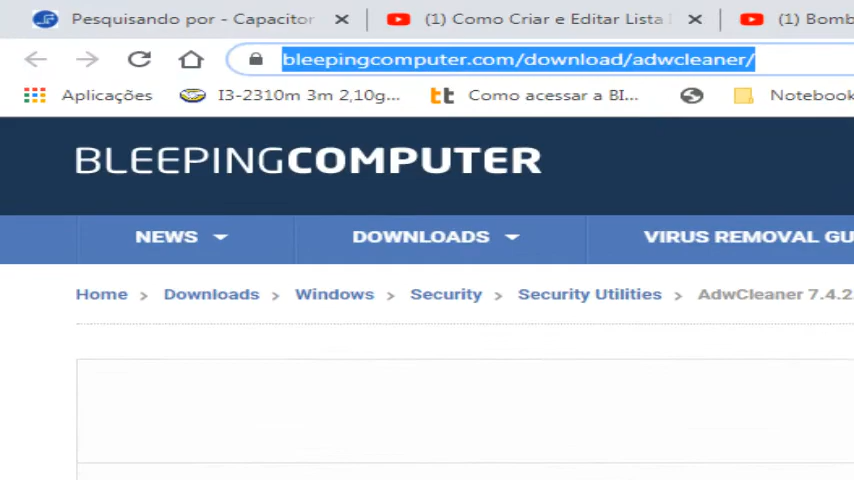 Pesquisando por - Capacitor (1) Como Criar e Editar Lista (1) Bomb
bleepingcomputer.com/download/adwcleaner/
Aplicações I3-2310m 3m 2,10g... tt Como acessar a BI... Notebook
BLEEPINGCOMPUTER
NEWS DOWNLOADS VIRUS REMOVAL GU
Home > Downloads > Windows > Security > Security Utilities > AdwCleaner 7.4.2